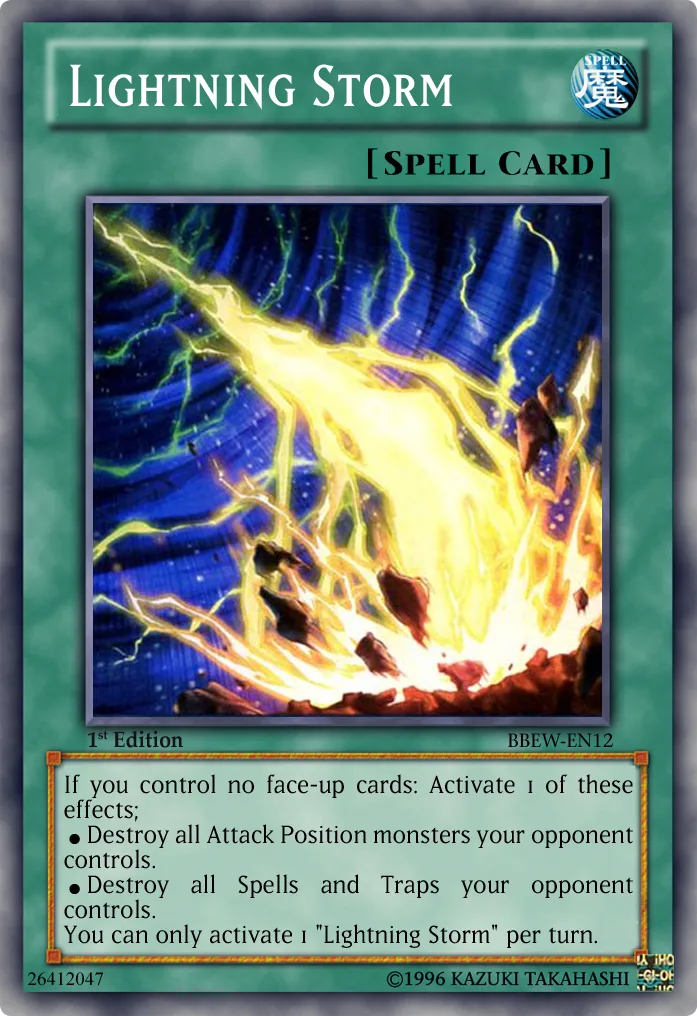 LIGHTNING STORM
SPELL
魔
[SPELL CARD]
1st Edition
BBEW-EN12
If you control no face-up cards: Activate 1 of these
effects;
● Destroy all Attack Position monsters your opponent
controls.
● Destroy all Spells and Traps your opponent
controls.
You can only activate 1 "Lightning Storm" per turn.
26412047
©1996 KAZUKI TAKAHASHI